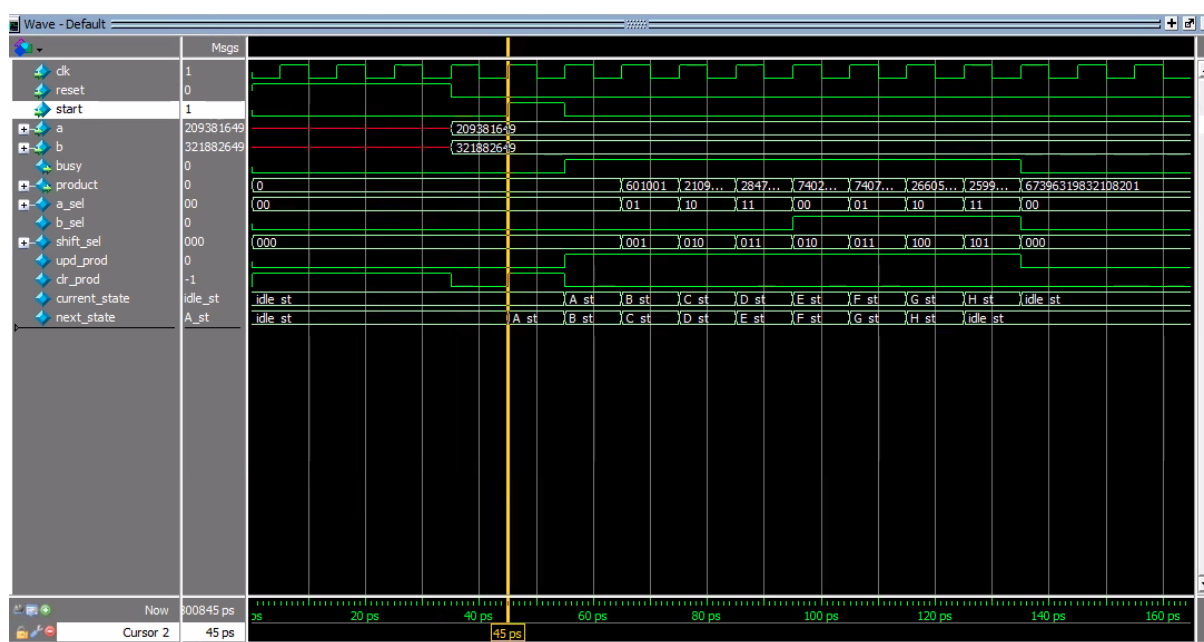 Wave - Default
Msgs
clk 1
reset 0
start 1
a 209381649 209381649
b 321882649 321882649
busy 0
product 0 0 601001 2109... 2847... 7402... 7407... 26605... 2599... 67396319832108201
a_sel 00 00 01 10 11 00 01 10 11 00
b_sel 0
shift_sel 000 000 001 010 011 010 011 100 101 000
upd_prod 0
clr_prod -1
current_state idle_st idle_st A_st B_st C_st D_st E_st F_st G_st H_st idle_st
next_state A_st idle_st A_st B_st C_st D_st E_st F_st G_st H_st idle_st
Now 800845 ps ps 20 ps 40 ps 60 ps 80 ps 100 ps 120 ps 140 ps 160 ps
Cursor 2 45 ps 45 ps